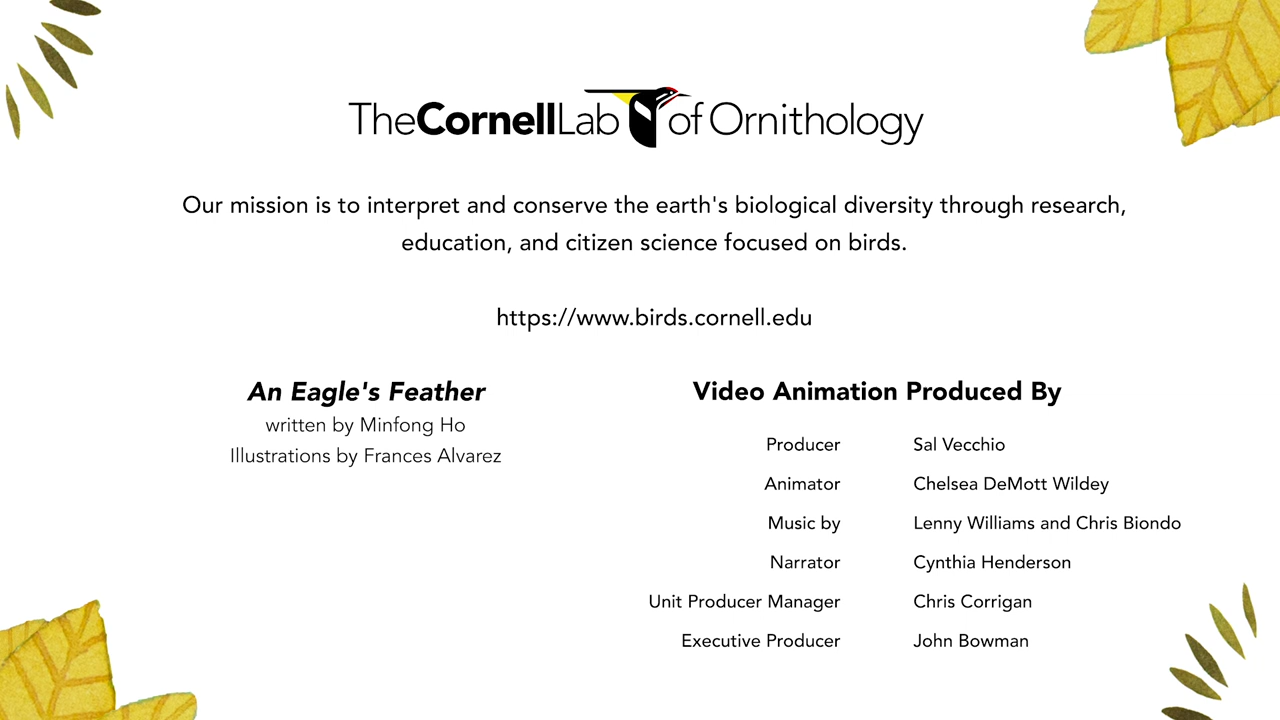 TheCornellLab of Ornithology
Our mission is to interpret and conserve the earth's biological diversity through research,
education, and citizen science focused on birds.
https://www.birds.cornell.edu
An Eagle's Feather
written by Minfong Ho
Illustrations by Frances Alvarez
Video Animation Produced By
Producer Sal Vecchio
Animator Chelsea DeMott Wildey
Music by Lenny Williams and Chris Biondo
Narrator Cynthia Henderson
Unit Producer Manager Chris Corrigan
Executive Producer John Bowman